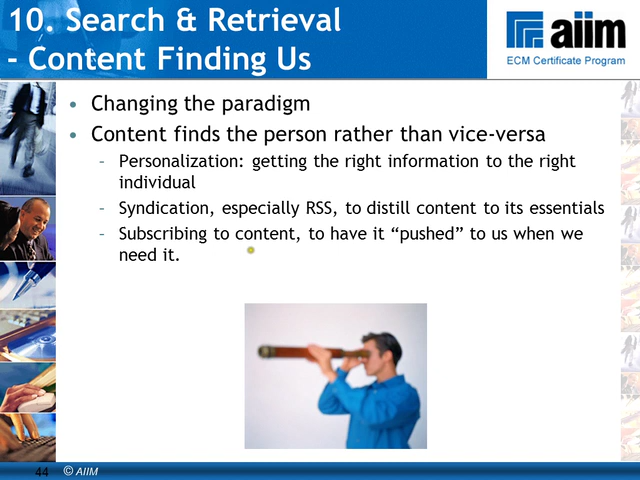 10. Search & Retrieval
- Content Finding Us
aiim
ECM Certificate Program
• Changing the paradigm
• Content finds the person rather than vice-versa
– Personalization: getting the right information to the right
individual
– Syndication, especially RSS, to distill content to its essentials
– Subscribing to content, to have it “pushed” to us when we
need it.
44 © AIIM